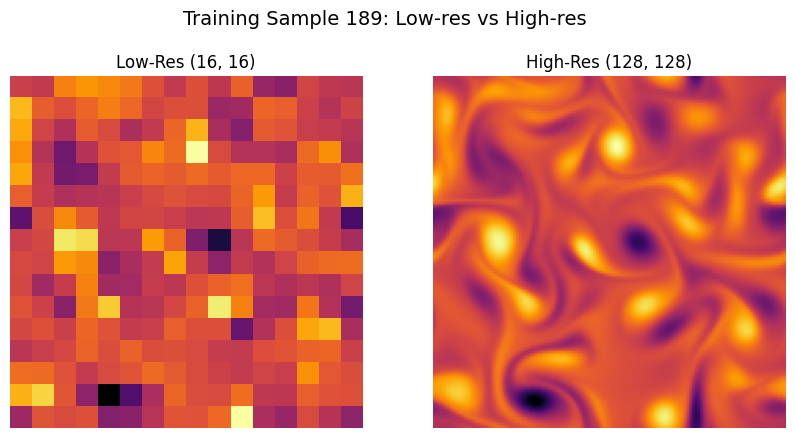 Training Sample 189: Low-res vs High-res
Low-Res (16, 16)
High-Res (128, 128)